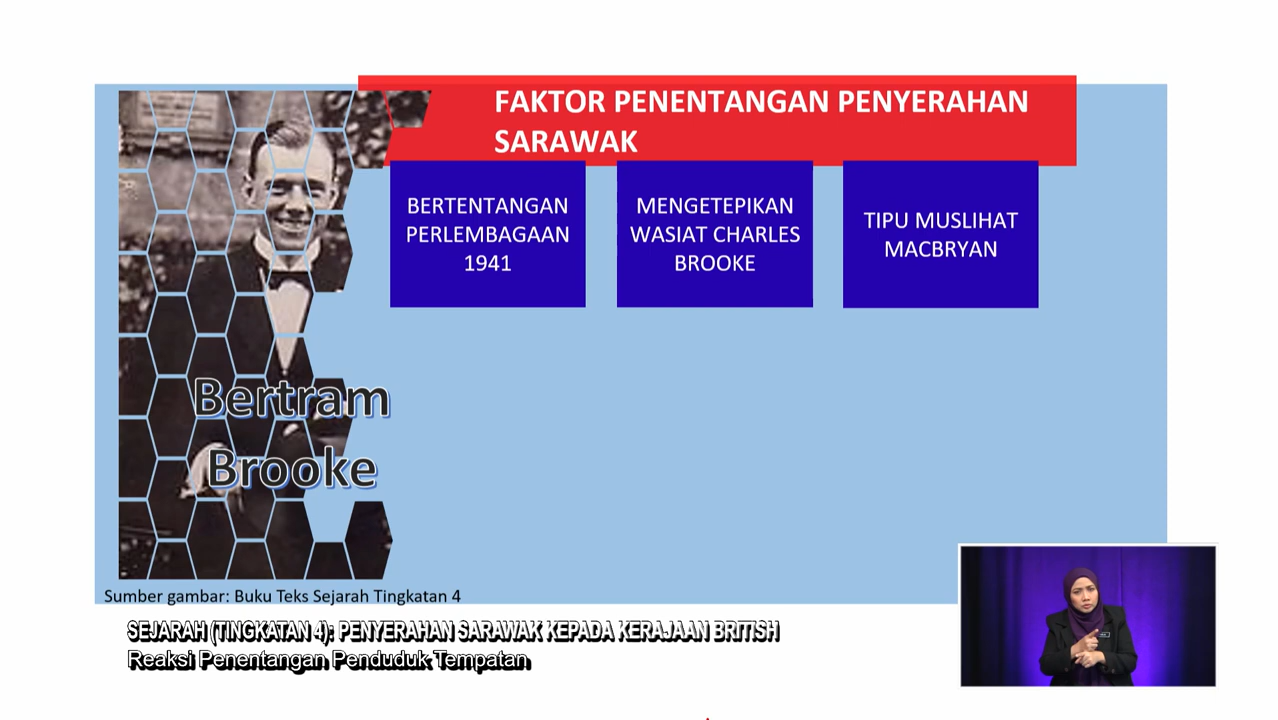 FAKTOR PENENTANGAN PENYERAHAN
SARAWAK
BERTENTANGAN
PERLEMBAGAAN
1941
MENGETEPIKAN
WASIAT CHARLES
BROOKE
TIPU MUSLIHAT
MACBRYAN
Bertram
Brooke
Sumber gambar: Buku Teks Sejarah Tingkatan 4
SEJARAH (TINGKATAN 4): PENYERAHAN SARAWAK KEPADA KERAJAAN BRITISH
Reaksi Penentangan Penduduk Tempatan